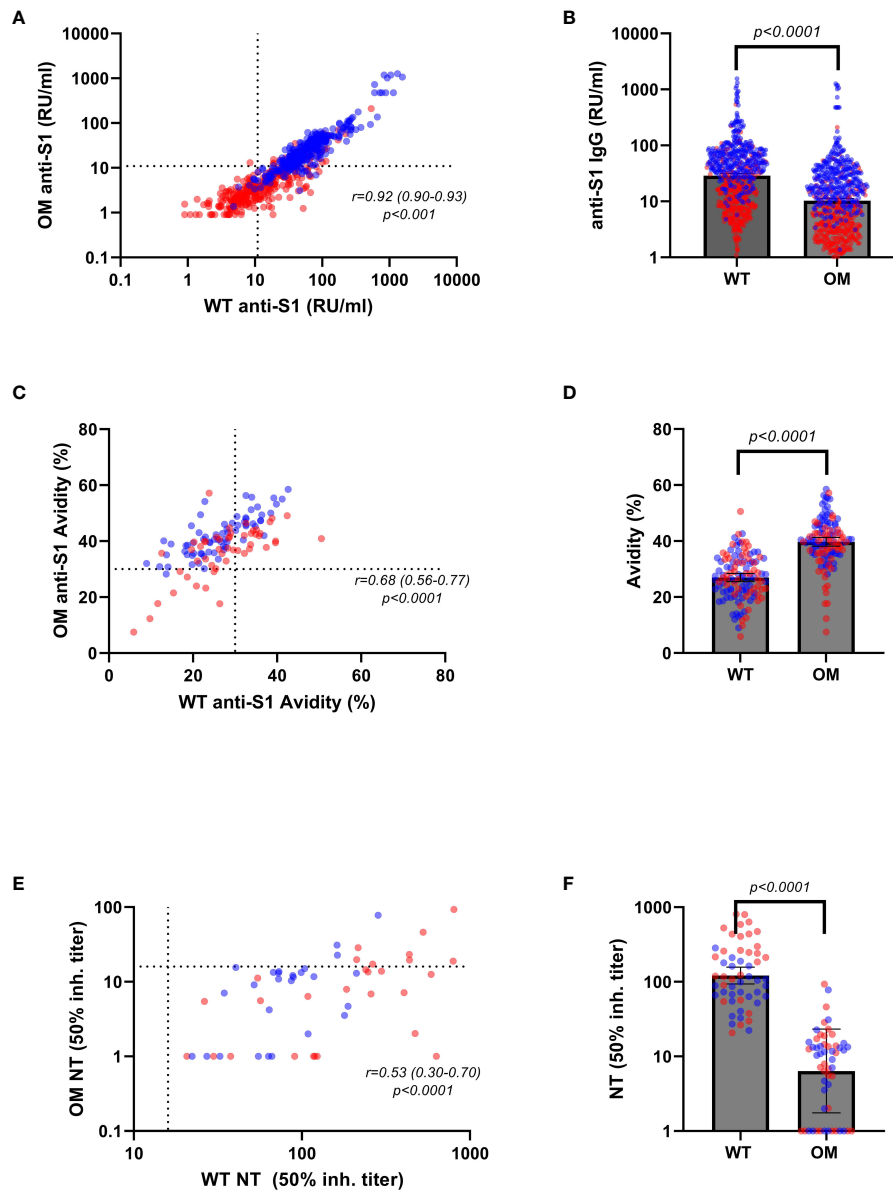 A
OM anti-S1 (RU/ml)
10000
1000
100
10
1
0.1
r=0.92 (0.90-0.93)
p<0.001
0.1 1 10 100 1000 10000
WT anti-S1 (RU/ml)
B
anti-S1 IgG (RU/ml)
p<0.0001
10000
1000
100
10
1
WT OM
C
OM anti-S1 Avidity (%)
80
60
40
20
0
r=0.68 (0.56-0.77)
p<0.0001
0 20 40 60 80
WT anti-S1 Avidity (%)
D
Avidity (%)
p<0.0001
80
60
40
20
0
WT OM
E
OM NT (50% inh. titer)
100
10
1
0.1
r=0.53 (0.30-0.70)
p<0.0001
10 100 1000
WT NT (50% inh. titer)
F
NT (50% inh. titer)
p<0.0001
1000
100
10
1
WT OM